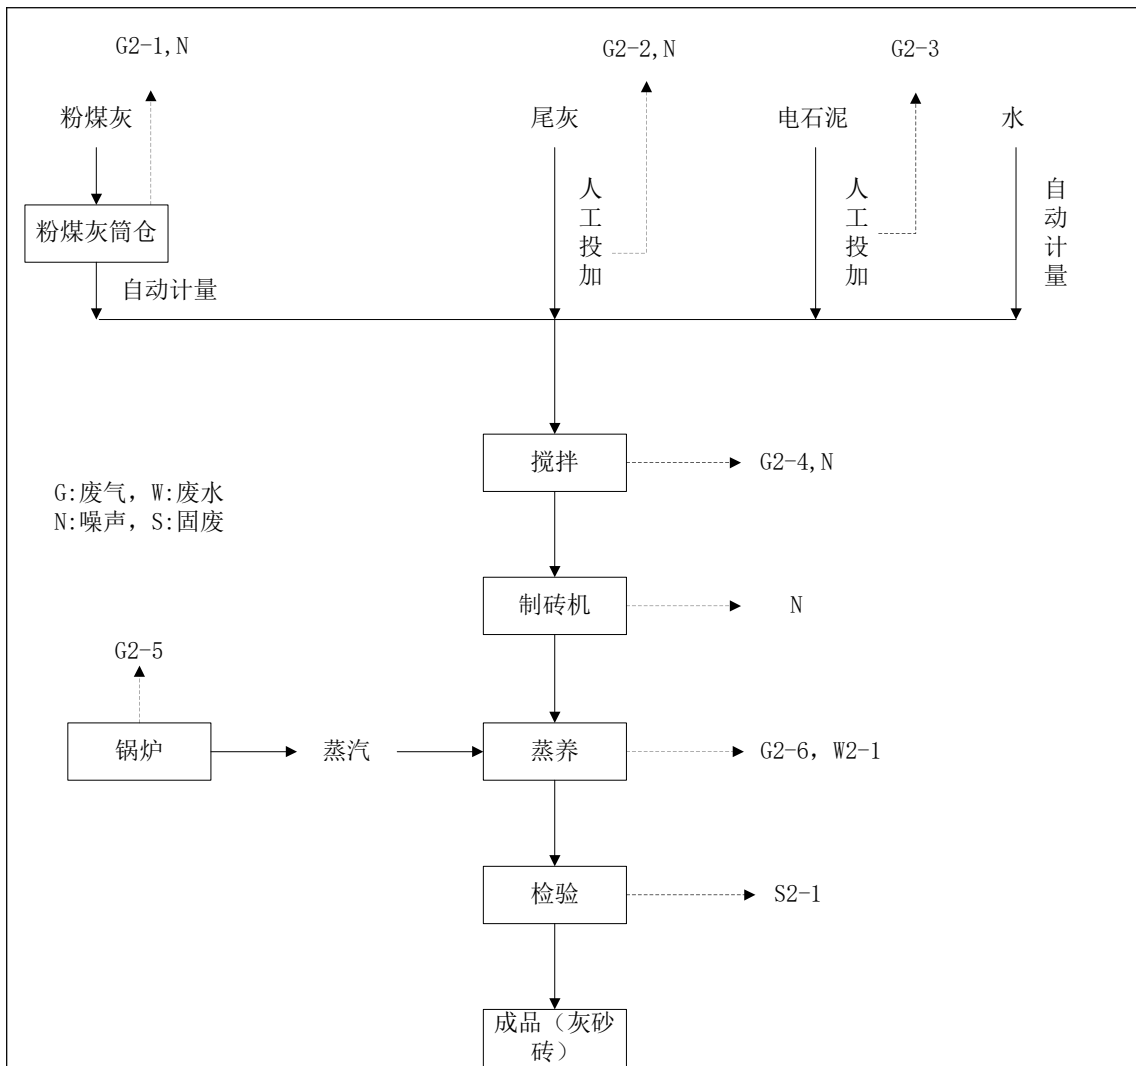 G2-1,N
G2-2,N
G2-3
粉煤灰
尾灰
电石泥
水
人工投加
人工投加
自动计量
粉煤灰筒仓
自动计量
搅拌
G2-4,N
G:废气，W:废水
N:噪声，S:固废
制砖机
N
G2-5
锅炉
蒸汽
蒸养
G2-6，W2-1
检验
S2-1
成品（灰砂
砖）